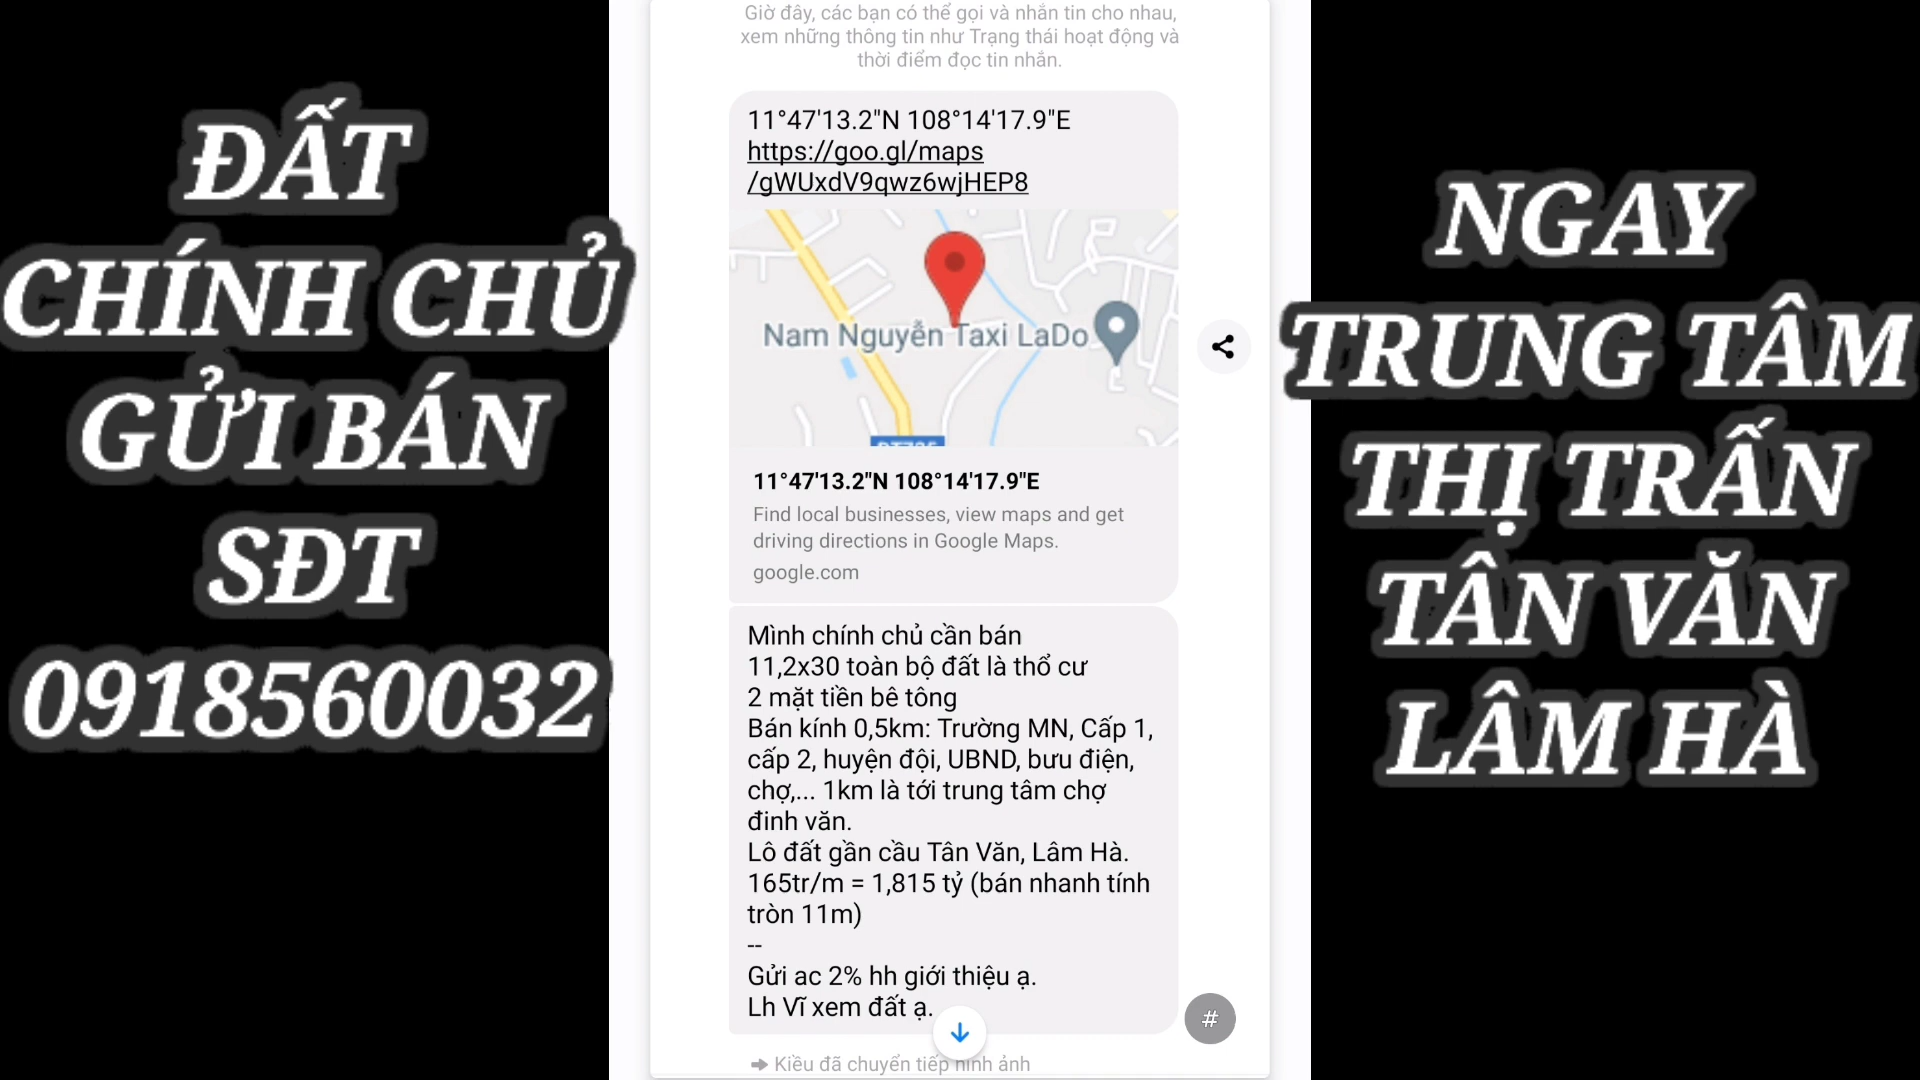 ĐẤT
CHÍNH CHỦ
GỬI BÁN
SĐT
0918560032
Giờ đây, các bạn có thể gọi và nhắn tin cho nhau,
xem những thông tin như Trạng thái hoạt động và
thời điểm đọc tin nhắn.
11°47'13.2"N 108°14'17.9"E
https://goo.gl/maps
/gWUxdV9qwz6wjHEP8
Nam Nguyễn Taxi LaDo
11°47'13.2"N 108°14'17.9"E
Find local businesses, view maps and get
driving directions in Google Maps.
google.com
Mình chính chủ cần bán
11,2x30 toàn bộ đất là thổ cư
2 mặt tiền bê tông
Bán kính 0,5km: Trường MN, Cấp 1,
cấp 2, huyện đội, UBND, bưu điện,
chợ,... 1km là tới trung tâm chợ
đinh văn.
Lô đất gần cầu Tân Văn, Lâm Hà.
165tr/m = 1,815 tỷ (bán nhanh tính
tròn 11m)
--
Gửi ac 2% hh giới thiệu ạ.
Lh Vĩ xem đất ạ.
#
Kiều đã chuyển tiếp hình ảnh
NGAY
TRUNG TÂM
THỊ TRẤN
TÂN VĂN
LÂM HÀ